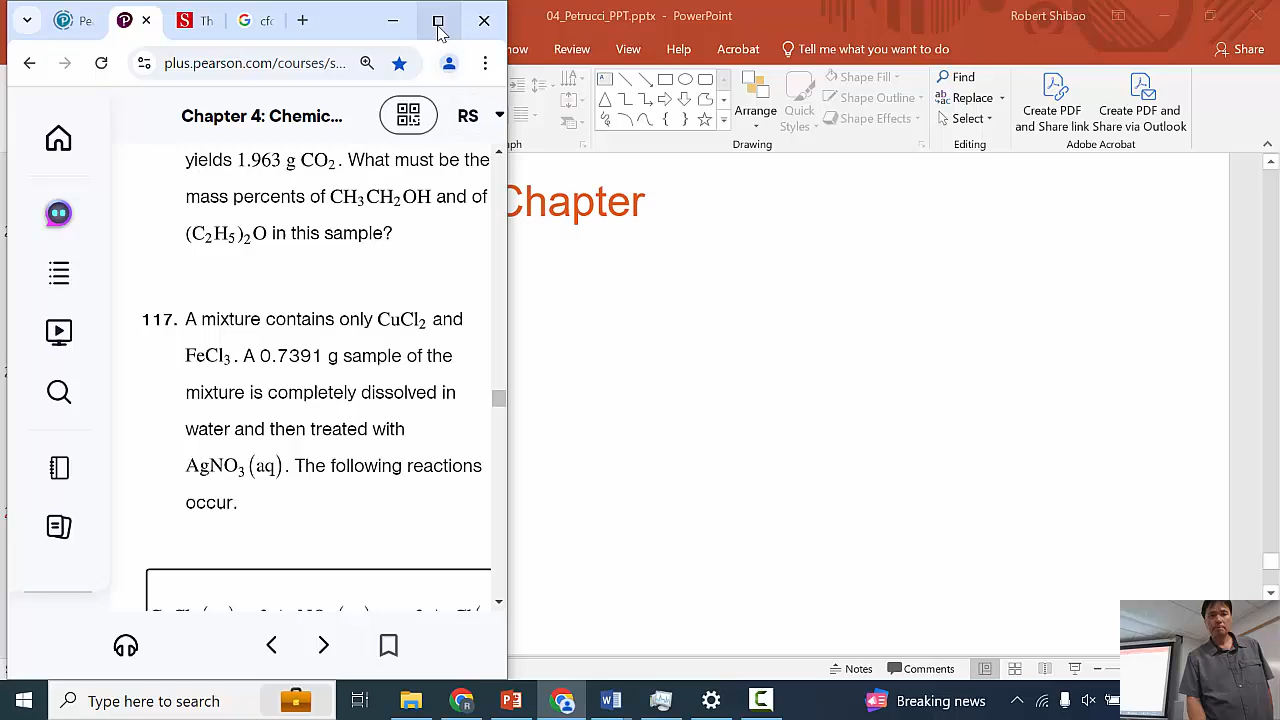 Pe
Th
cfc
04_Petrucci_PPT.pptx - PowerPoint
Robert Shibao
plus.pearson.com/courses/s...
Review View Help Acrobat Tell me what you want to do Share
Chapter 4: Chemic...
RS
Arrange
Quick Styles
Shape Fill
Shape Outline
Shape Effects
Find
Replace
Select
Create PDF and Share link
Create PDF and Share via Outlook
Drawing
Editing
Adobe Acrobat
yields 1.963 g CO₂. What must be the
mass percents of CH₃CH₂OH and of
(C₂H₅)₂O in this sample?
117. A mixture contains only CuCl₂ and
FeCl₃. A 0.7391 g sample of the
mixture is completely dissolved in
water and then treated with
AgNO₃(aq). The following reactions
occur.
Chapter
Notes
Comments
Type here to search
Breaking news